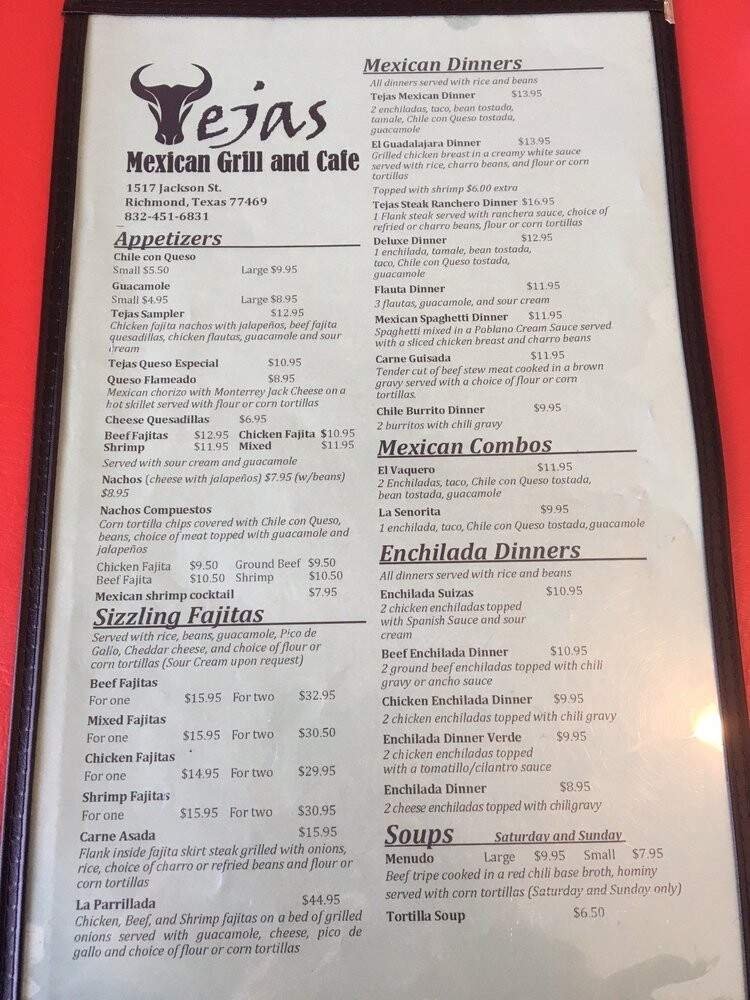 Tejas
Mexican Grill and Cafe
1517 Jackson St.
Richmond, Texas 77469
832-451-6831
Appetizers
Chile con Queso
Small $5.50 Large $9.95
Guacamole
Small $4.95 Large $8.95
Tejas Sampler $12.95
Chicken fajita nachos with jalapeños, beef fajita
quesadillas, chicken flautas, guacamole and sour
cream
Tejas Queso Especial $10.95
Queso Flameado $8.95
Mexican chorizo with Monterrey Jack Cheese on a
hot skillet served with flour or corn tortillas
Cheese Quesadillas $6.95
Beef Fajitas $12.95 Chicken Fajita $10.95
Shrimp $11.95 Mixed $11.95
Served with sour cream and guacamole
Nachos (cheese with jalapeños) $7.95 (w/beans)
$8.95
Nachos Compuestos
Corn tortilla chips covered with Chile con Queso,
beans, choice of meat topped with guacamole and
jalapeños
Chicken Fajita $9.50 Ground Beef $9.50
Beef Fajita $10.50 Shrimp $10.50
Mexican shrimp cocktail $7.95
Sizzling Fajitas
Served with rice, beans, guacamole, Pico de
Gallo, Cheddar cheese, and choice of flour or
corn tortillas (Sour Cream upon request)
Beef Fajitas
For one $15.95 For two $32.95
Mixed Fajitas
For one $15.95 For two $30.50
Chicken Fajitas
For one $14.95 For two $29.95
Shrimp Fajitas
For one $15.95 For two $30.95
Carne Asada $15.95
Flank inside fajita skirt steak grilled with onions,
rice, choice of charro or refried beans and flour or
corn tortillas
La Parrillada $44.95
Chicken, Beef, and Shrimp fajitas on a bed of grilled
onions served with guacamole, cheese, pico de
gallo and choice of flour or corn tortillas
Mexican Dinners
All dinners served with rice and beans
Tejas Mexican Dinner $13.95
2 enchiladas, taco, bean tostada,
tamale, Chile con Queso tostada,
guacamole
El Guadalajara Dinner $13.95
Grilled chicken breast in a creamy white sauce
served with rice, charro beans, and flour or corn
tortillas
Topped with shrimp $6.00 extra
Tejas Steak Ranchero Dinner $16.95
1 Flank steak served with ranchera sauce, choice of
refried or charro beans, flour or corn tortillas
Deluxe Dinner $12.95
1 enchilada, tamale, bean tostada,
taco, Chile con Queso tostada,
guacamole
Flauta Dinner $11.95
3 flautas, guacamole, and sour cream
Mexican Spaghetti Dinner $11.95
Spaghetti mixed in a Poblano Cream Sauce served
with a sliced chicken breast and charro beans
Carne Guisada $11.95
Tender cut of beef stew meat cooked in a brown
gravy served with a choice of flour or corn
tortillas.
Chile Burrito Dinner $9.95
2 burritos with chili gravy
Mexican Combos
El Vaquero $11.95
2 Enchiladas, taco, Chile con Queso tostada,
bean tostada, guacamole
La Senorita $9.95
1 enchilada, taco, Chile con Queso tostada, guacamole
Enchilada Dinners
All dinners served with rice and beans
Enchilada Suizas $10.95
2 chicken enchiladas topped
with Spanish Sauce and sour
cream
Beef Enchilada Dinner $10.95
2 ground beef enchiladas topped with chili
gravy or ancho sauce
Chicken Enchilada Dinner $9.95
2 chicken enchiladas topped with chili gravy
Enchilada Dinner Verde $9.95
2 chicken enchiladas topped
with a tomatillo/cilantro sauce
Enchilada Dinner $8.95
2 cheese enchiladas topped with chiligravy
Soups Saturday and Sunday
Menudo Large $9.95 Small $7.95
Beef tripe cooked in a red chili base broth, hominy
served with corn tortillas (Saturday and Sunday only)
Tortilla Soup $6.50